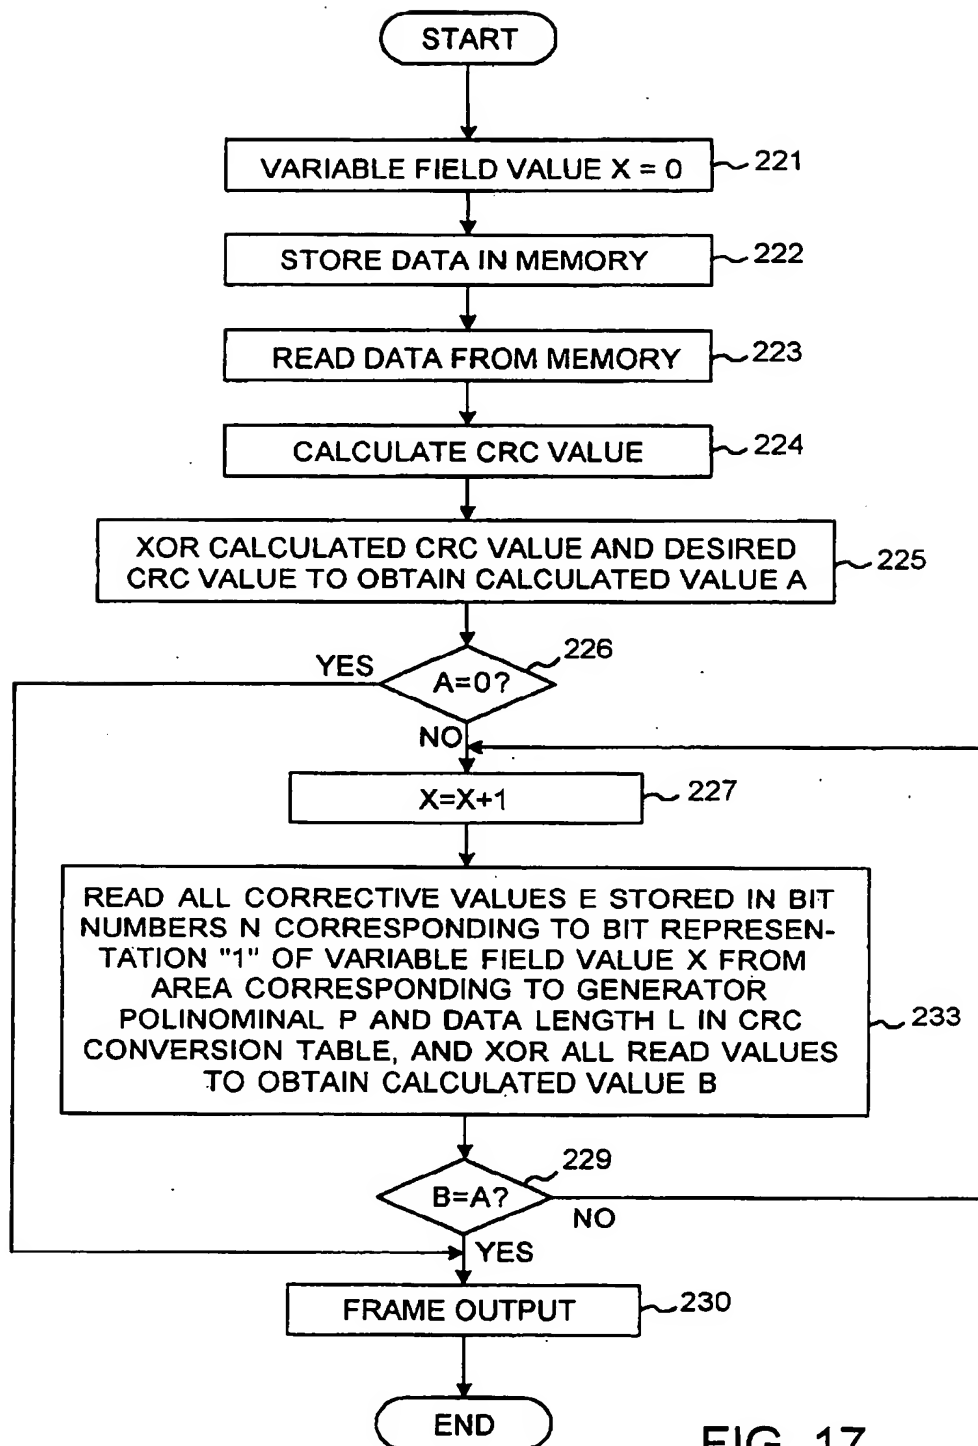 START
VARIABLE FIELD VALUE X = 0
221
STORE DATA IN MEMORY
222
READ DATA FROM MEMORY
223
CALCULATE CRC VALUE
224
XOR CALCULATED CRC VALUE AND DESIRED
CRC VALUE TO OBTAIN CALCULATED VALUE A
225
226
YES
A=0?
NO
X=X+1
227
READ ALL CORRECTIVE VALUES E STORED IN BIT
NUMBERS N CORRESPONDING TO BIT REPRESEN-
TATION "1" OF VARIABLE FIELD VALUE X FROM
AREA CORRESPONDING TO GENERATOR
POLINOMINAL P AND DATA LENGTH L IN CRC
CONVERSION TABLE, AND XOR ALL READ VALUES
TO OBTAIN CALCULATED VALUE B
233
229
B=A?
NO
YES
FRAME OUTPUT
230
END
FIG. 17